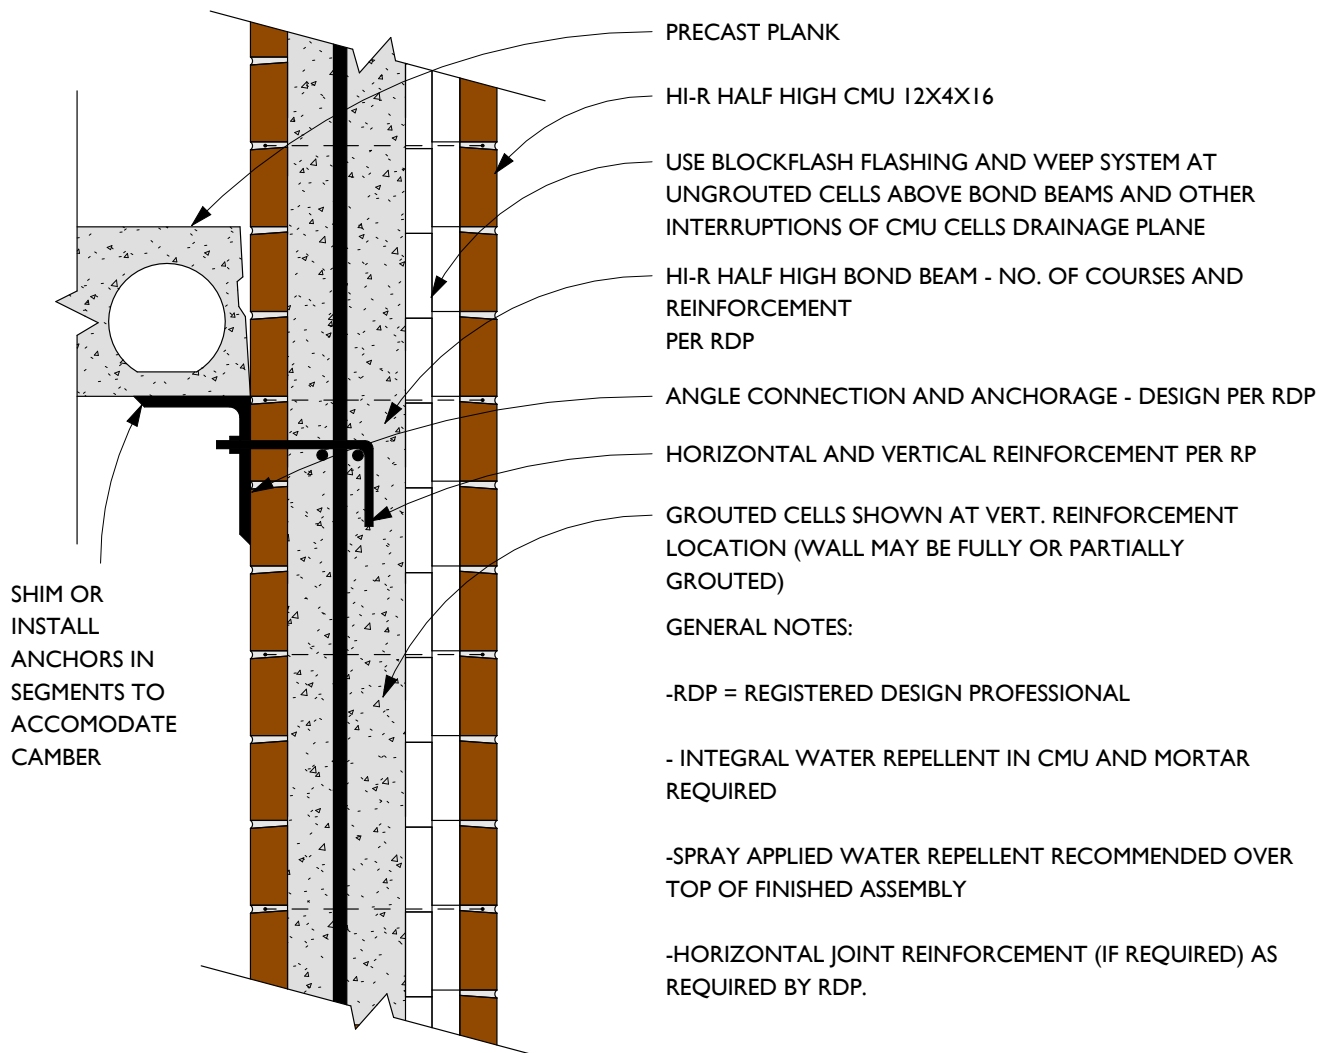 PRECAST PLANK
HI-R HALF HIGH CMU 12X4X16
USE BLOCKFLASH FLASHING AND WEEP SYSTEM AT
UNGROUTED CELLS ABOVE BOND BEAMS AND OTHER
INTERRUPTIONS OF CMU CELLS DRAINAGE PLANE
HI-R HALF HIGH BOND BEAM - NO. OF COURSES AND
REINFORCEMENT
PER RDP
ANGLE CONNECTION AND ANCHORAGE - DESIGN PER RDP
HORIZONTAL AND VERTICAL REINFORCEMENT PER RP
GROUTED CELLS SHOWN AT VERT. REINFORCEMENT
LOCATION (WALL MAY BE FULLY OR PARTIALLY
GROUTED)
SHIM OR
INSTALL
ANCHORS IN
SEGMENTS TO
ACCOMODATE
CAMBER
GENERAL NOTES:
-RDP = REGISTERED DESIGN PROFESSIONAL
- INTEGRAL WATER REPELLENT IN CMU AND MORTAR
REQUIRED
-SPRAY APPLIED WATER REPELLENT RECOMMENDED OVER
TOP OF FINISHED ASSEMBLY
-HORIZONTAL JOINT REINFORCEMENT (IF REQUIRED) AS
REQUIRED BY RDP.